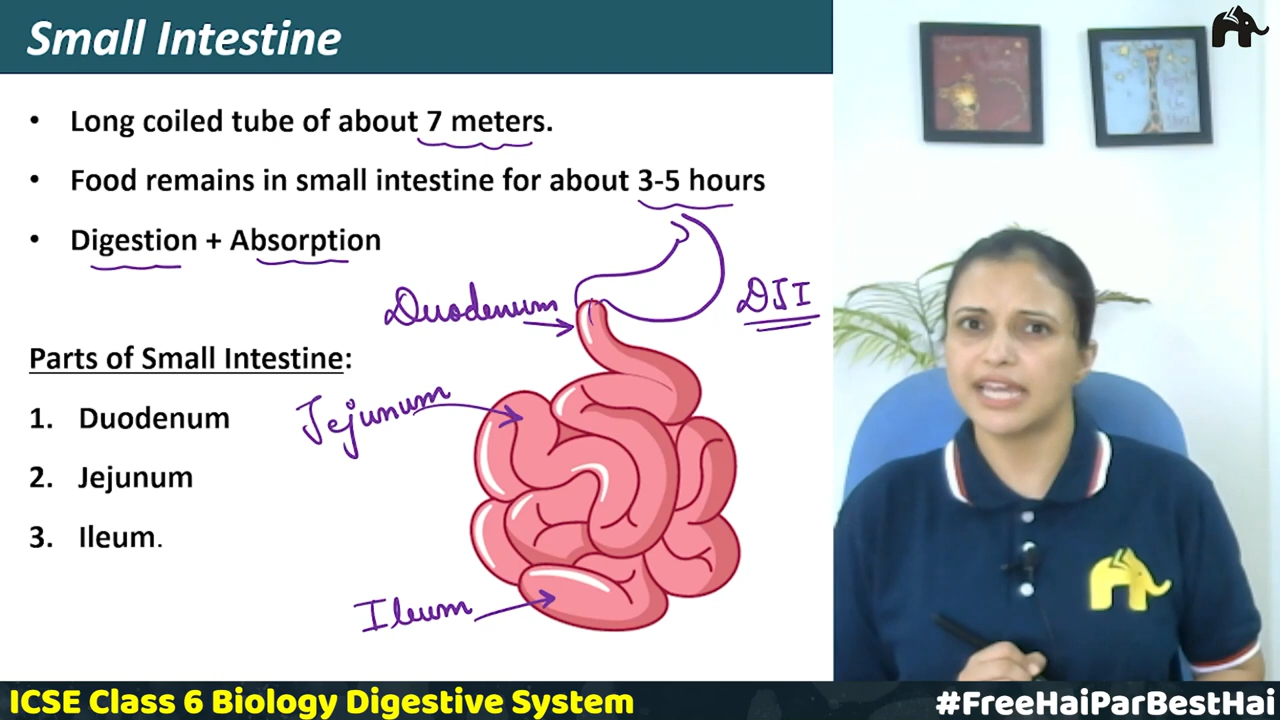 Small Intestine
• Long coiled tube of about 7 meters.
• Food remains in small intestine for about 3-5 hours
• Digestion + Absorption
Duodenum
DJI
Parts of Small Intestine:
Jejunum
1. Duodenum
2. Jejunum
3. Ileum.
Ileum
ICSE Class 6 Biology Digestive System
#FreeHaiParBestHai